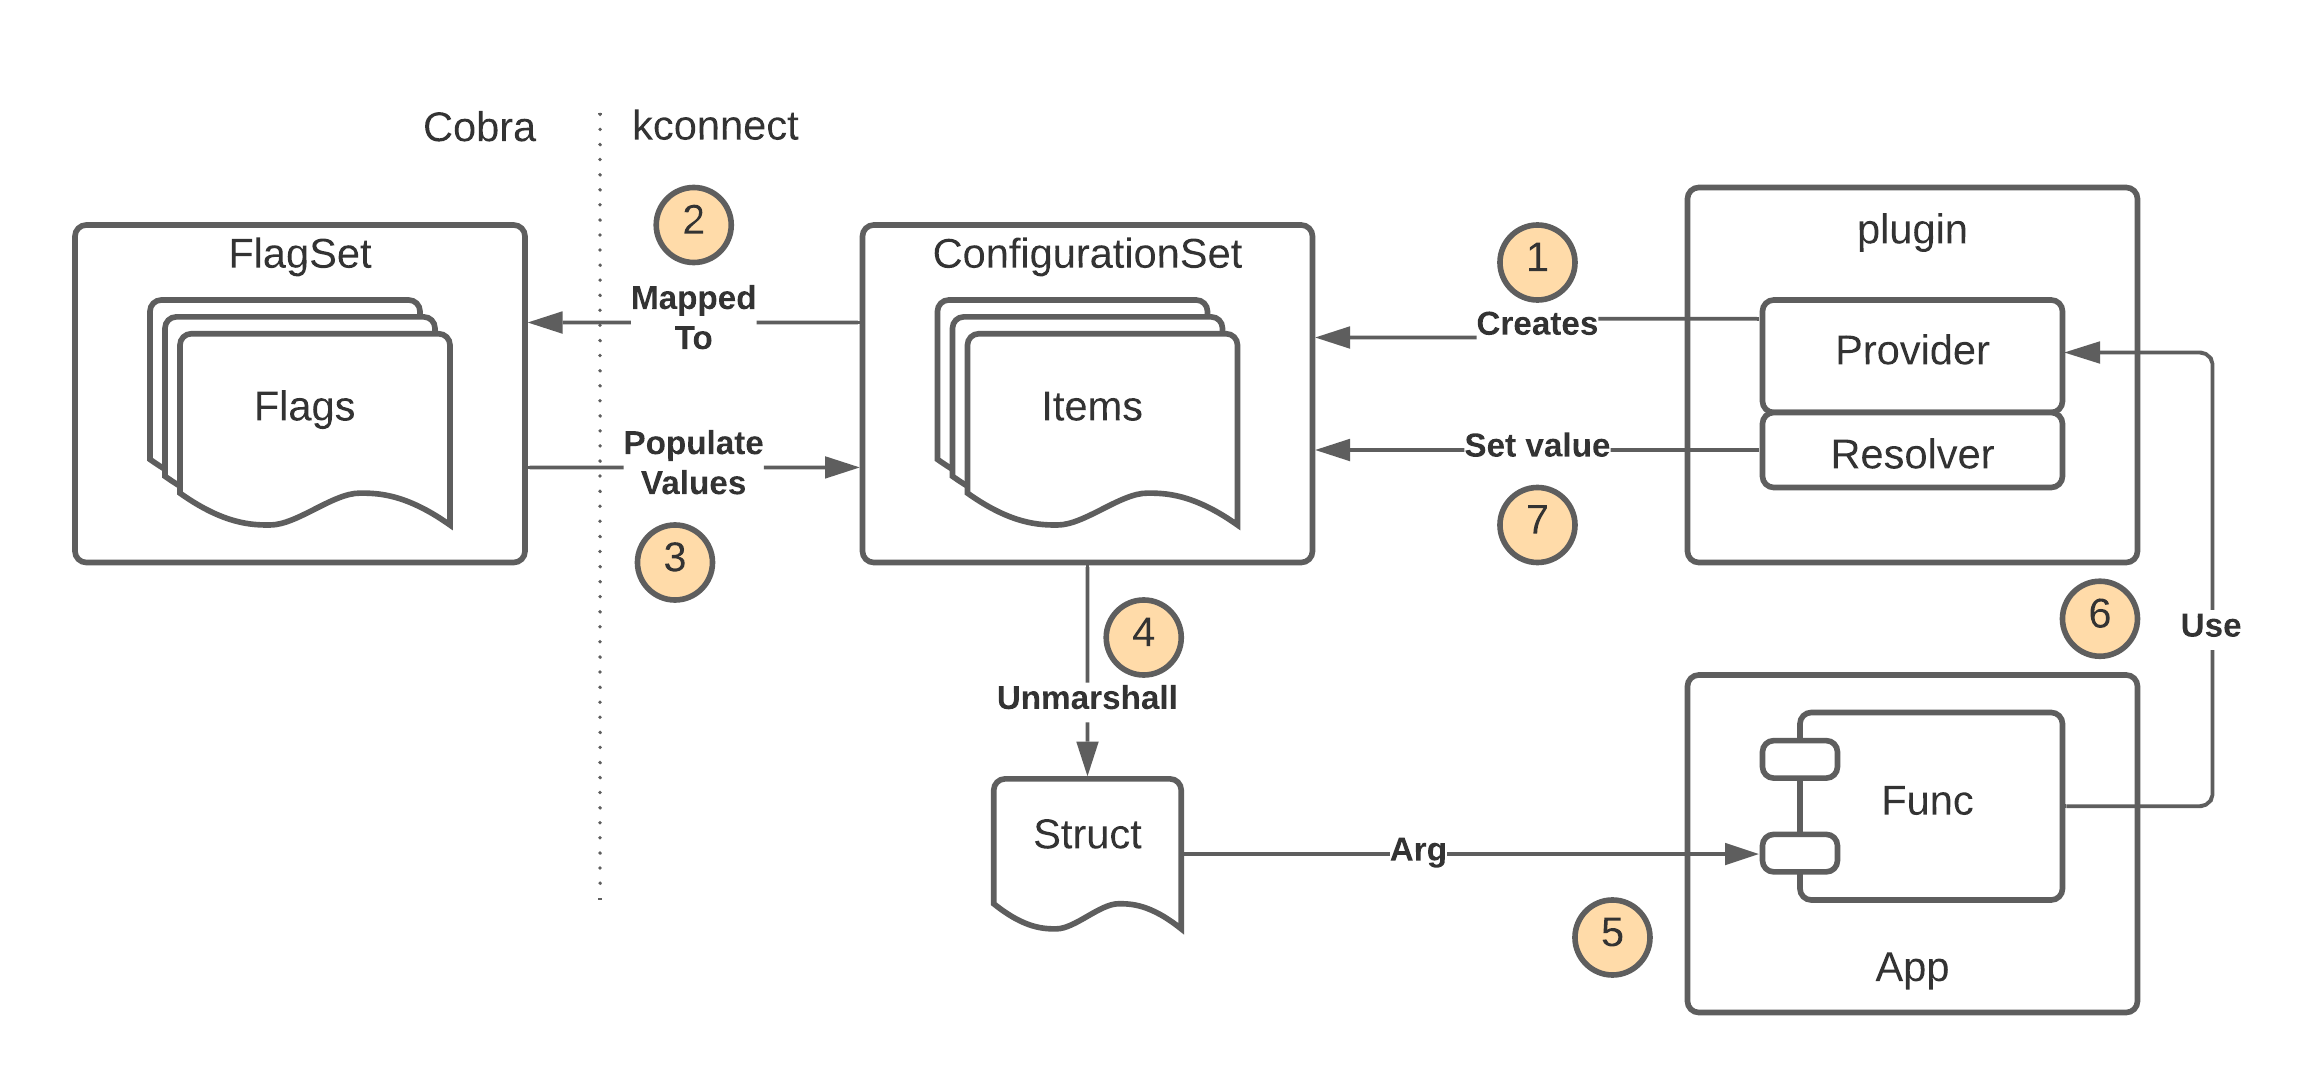 Cobra
kconnect
2
1
plugin
FlagSet
ConfigurationSet
Mapped
To
Creates
Provider
Flags
Items
Populate
Values
Set value
Resolver
3
7
4
6
Use
Unmarshall
Struct
Arg
Func
5
App